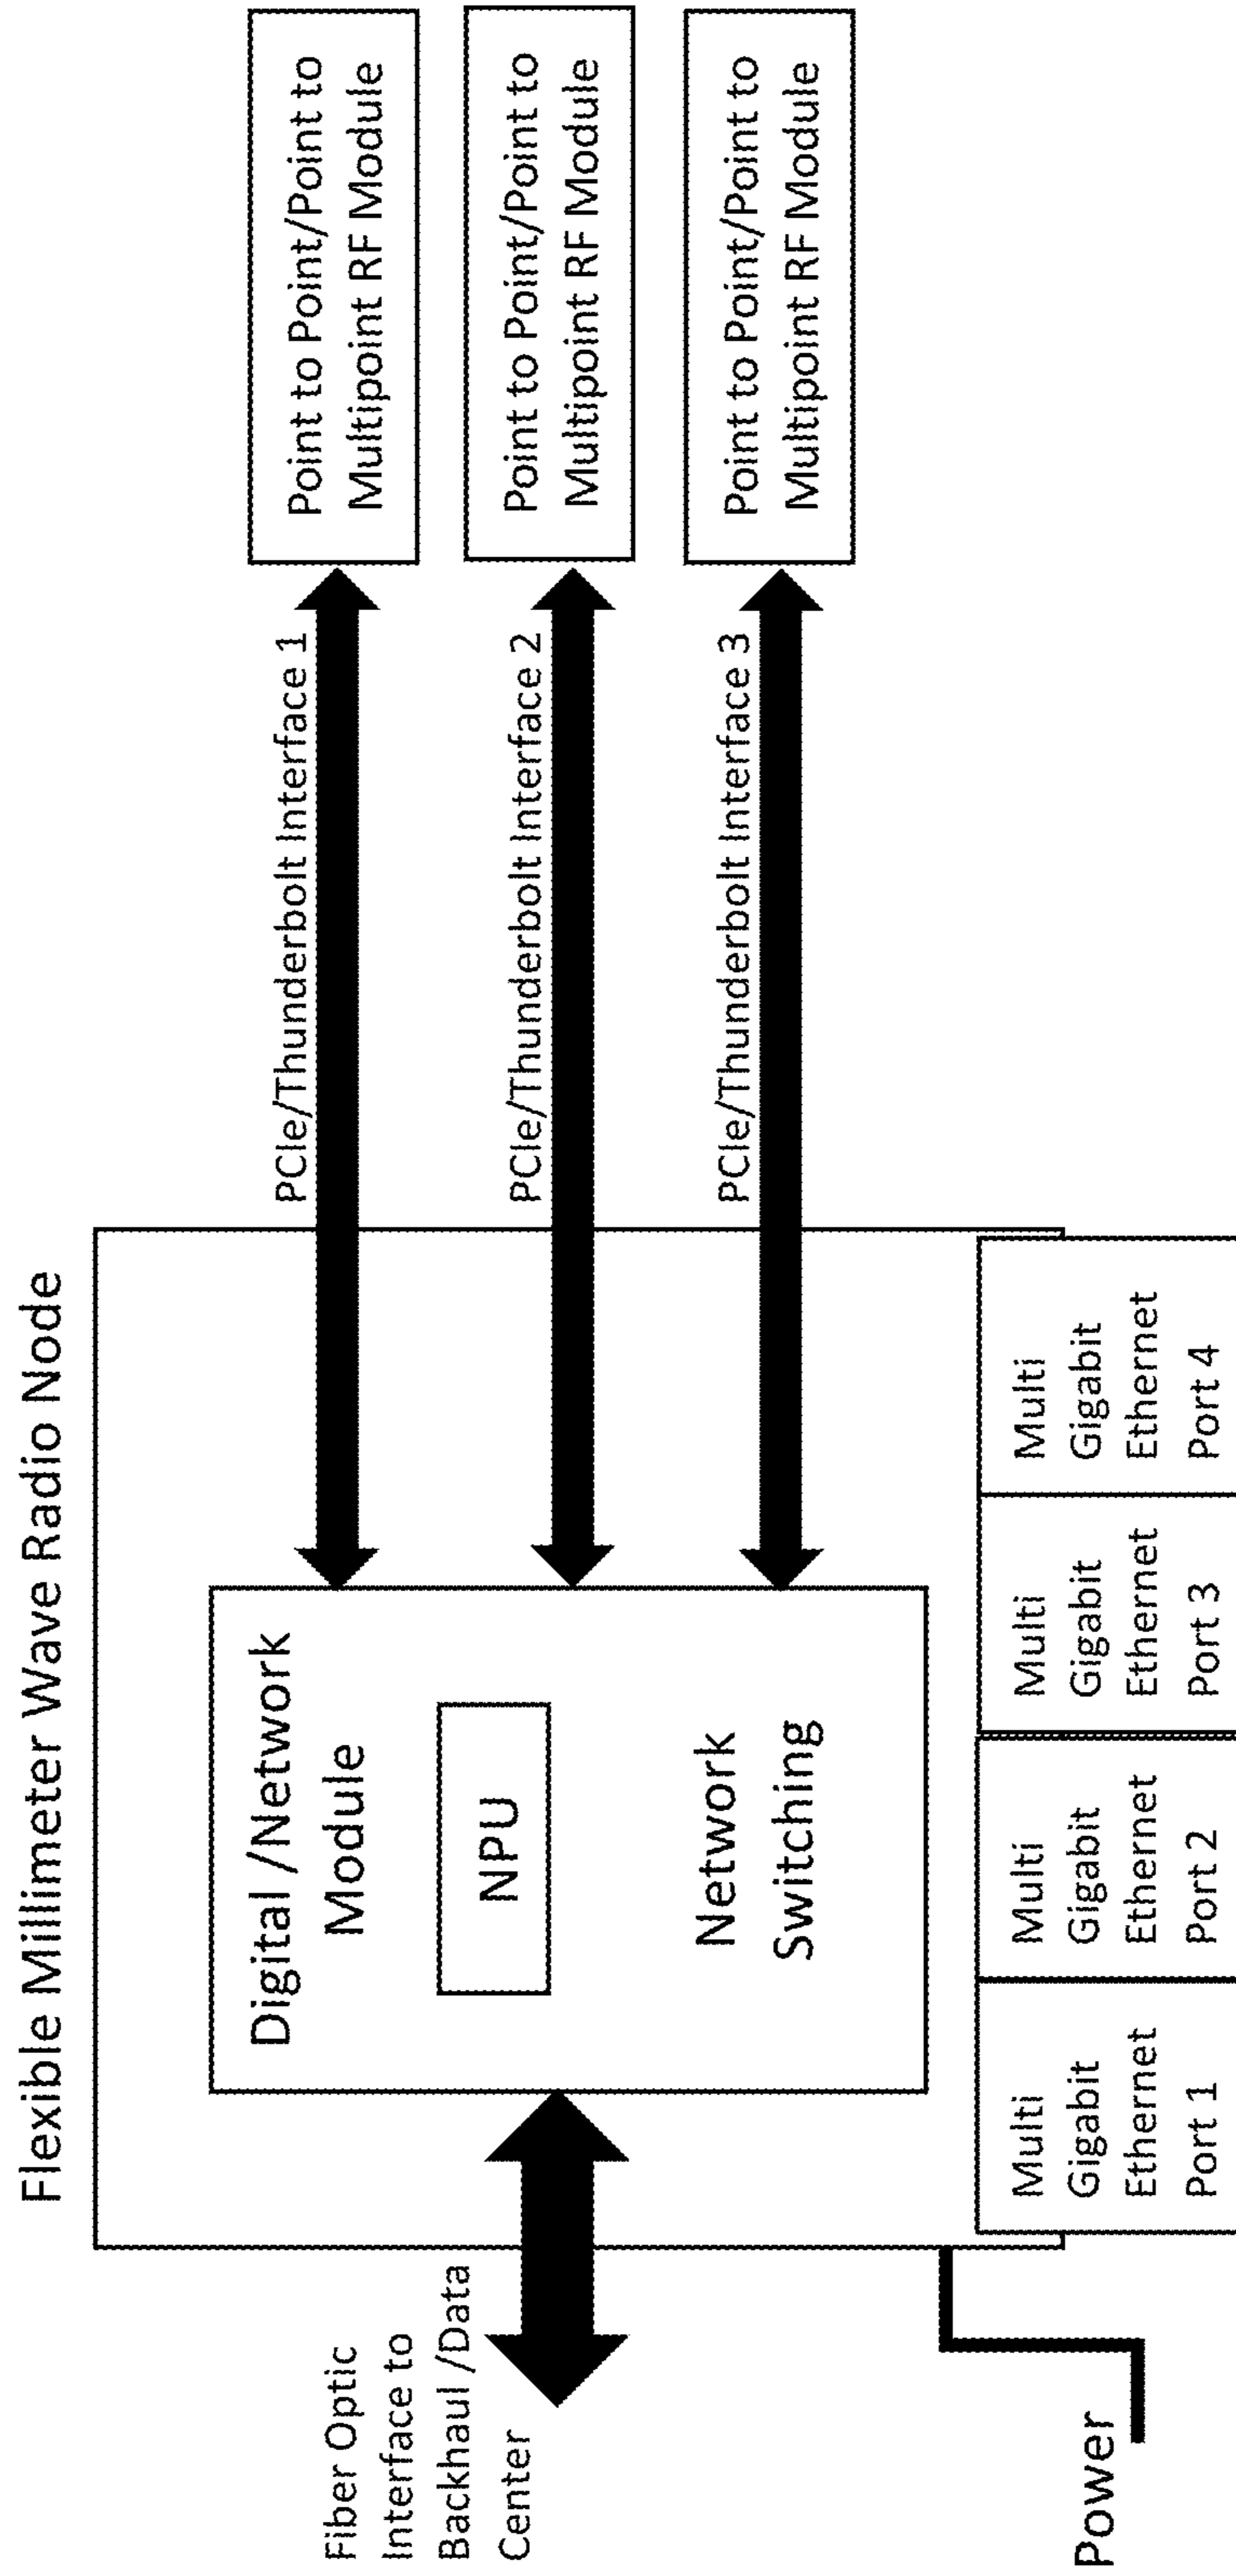 Flexible Millimeter Wave Radio Node
Fiber Optic
Interface to
Backhaul /Data
Center
Digital /Network
Module
NPU
Network
Switching
PCIe/Thunderbolt Interface 1
PCIe/Thunderbolt Interface 2
PCIe/Thunderbolt Interface 3
Point to Point/Point to
Multipoint RF Module
Point to Point/Point to
Multipoint RF Module
Point to Point/Point to
Multipoint RF Module
Power
Multi
Gigabit
Ethernet
Port 1
Multi
Gigabit
Ethernet
Port 2
Multi
Gigabit
Ethernet
Port 3
Multi
Gigabit
Ethernet
Port 4